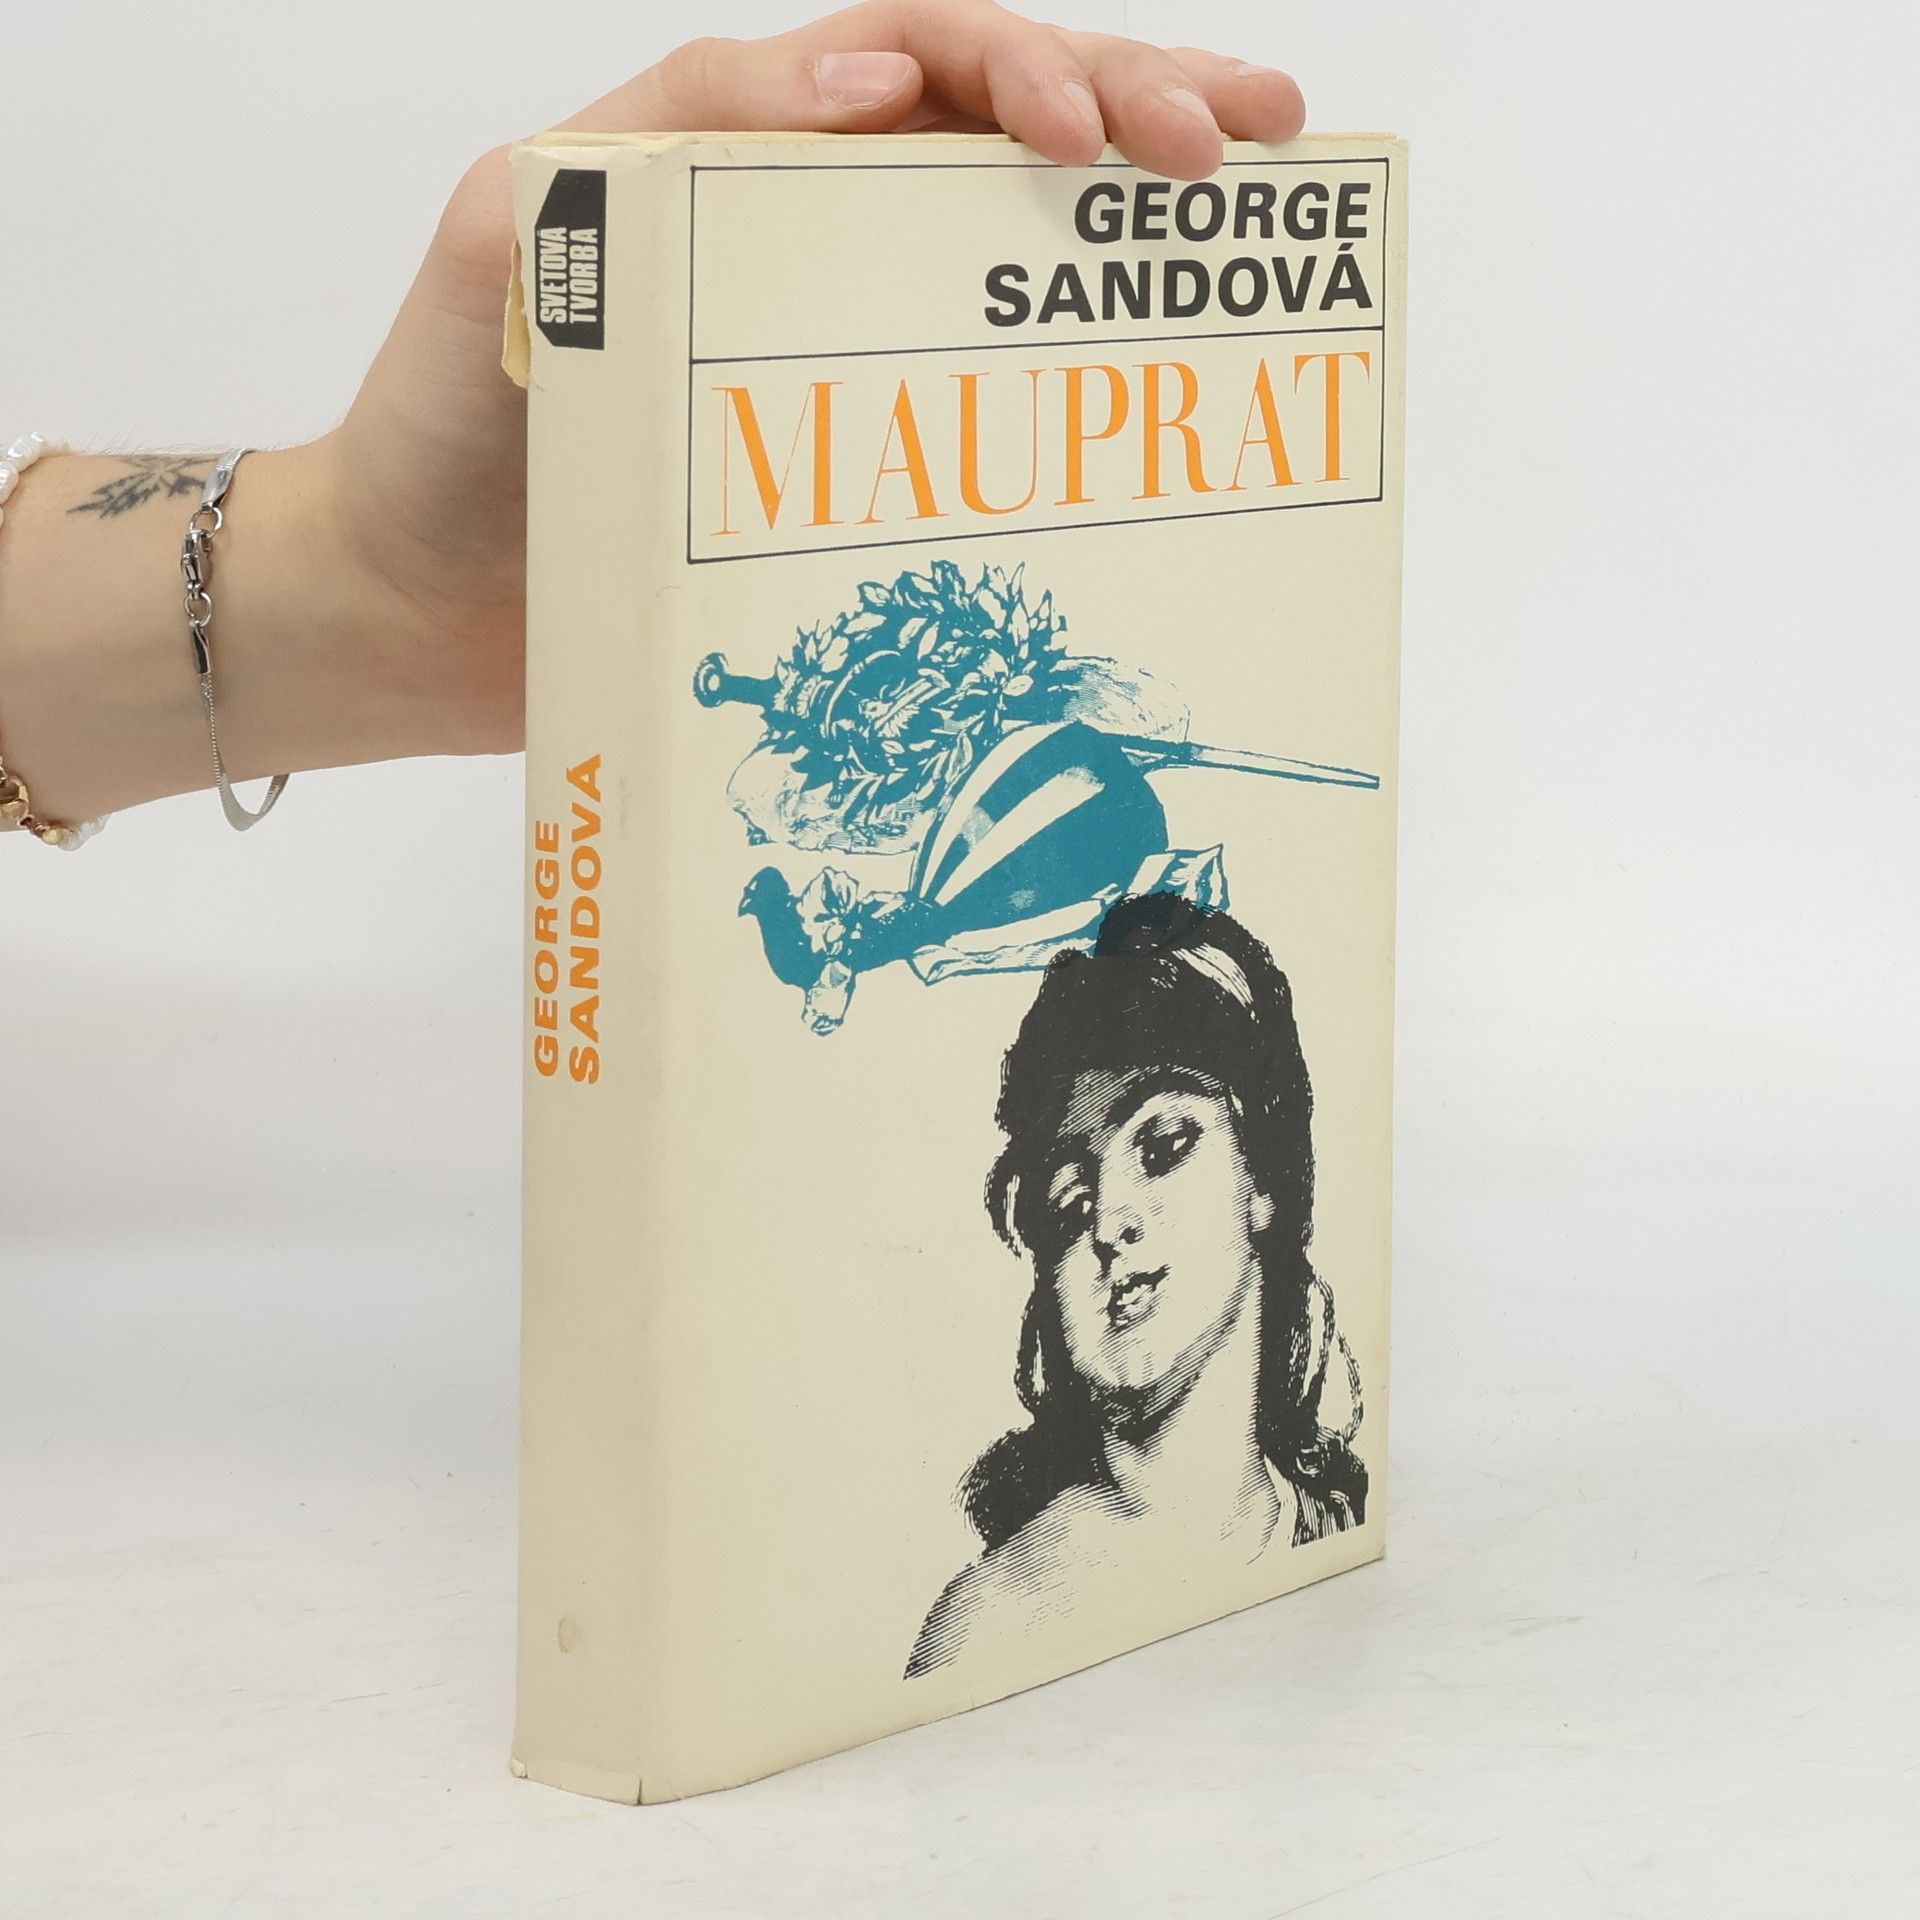 SVETOVÁ
TVORBA
GEORGE
SANDOVÁ
GEORGE
SANDOVÁ
MAUPRAT